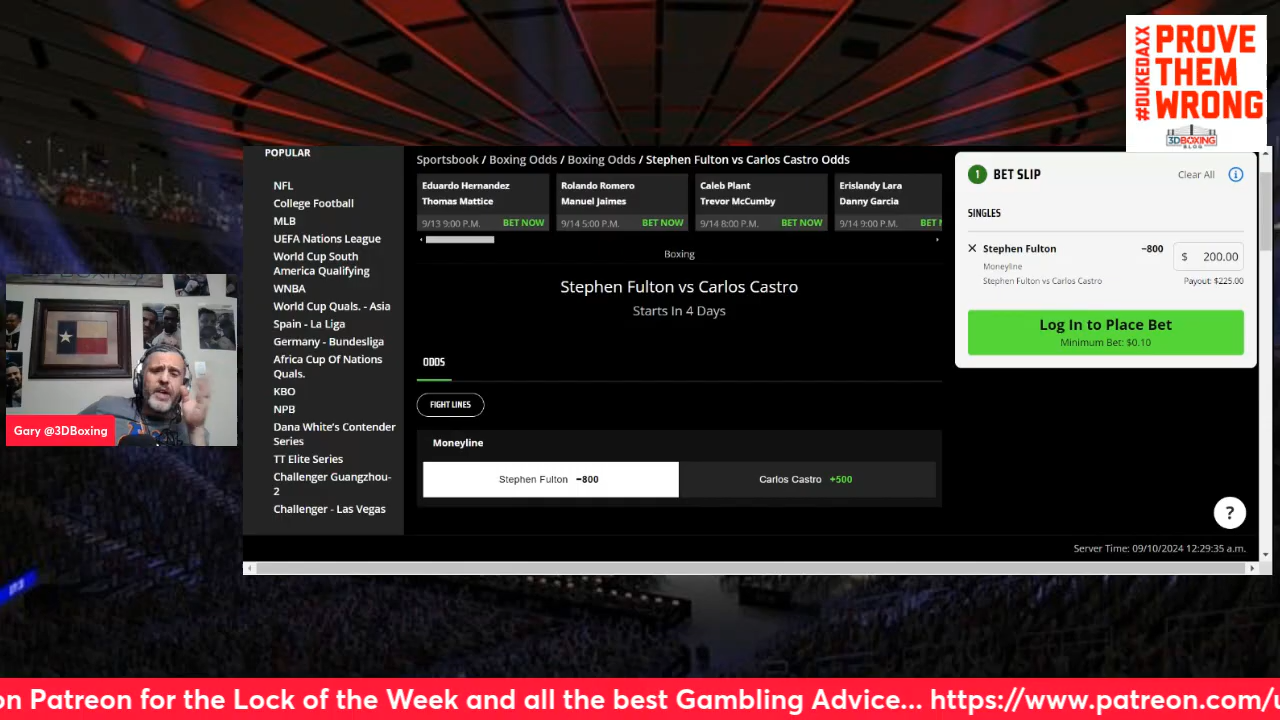 #DUKEDAXX
PROVE
THEM
WRONG
3DBOXING
BLOG
POPULAR
NFL
College Football
MLB
UEFA Nations League
World Cup South
America Qualifying
WNBA
World Cup Quals. - Asia
Spain - La Liga
Germany - Bundesliga
Africa Cup Of Nations
Quals.
KBO
NPB
Dana White's Contender
Series
TT Elite Series
Challenger Guangzhou-
2
Challenger - Las Vegas
Sportsbook / Boxing Odds / Boxing Odds / Stephen Fulton vs Carlos Castro Odds
Eduardo Hernandez
Thomas Mattice
9/13 9:00 P.M. BET NOW
Rolando Romero
Manuel Jaimes
9/14 5:00 P.M. BET NOW
Caleb Plant
Trevor McCumby
9/14 8:00 P.M. BET NOW
Erislandy Lara
Danny Garcia
9/14 9:00 P.M. BET N
Boxing
Stephen Fulton vs Carlos Castro
Starts In 4 Days
ODDS
FIGHT LINES
Moneyline
Stephen Fulton −800
Carlos Castro +500
1 BET SLIP Clear All i
SINGLES
× Stephen Fulton −800 $ 200.00
Moneyline
Stephen Fulton vs Carlos Castro Payout: $225.00
Log In to Place Bet
Minimum Bet: $0.10
?
Server Time: 09/10/2024 12:29:35 a.m.
Gary @3DBoxing
on Patreon for the Lock of the Week and all the best Gambling Advice... https://www.patreon.com/u